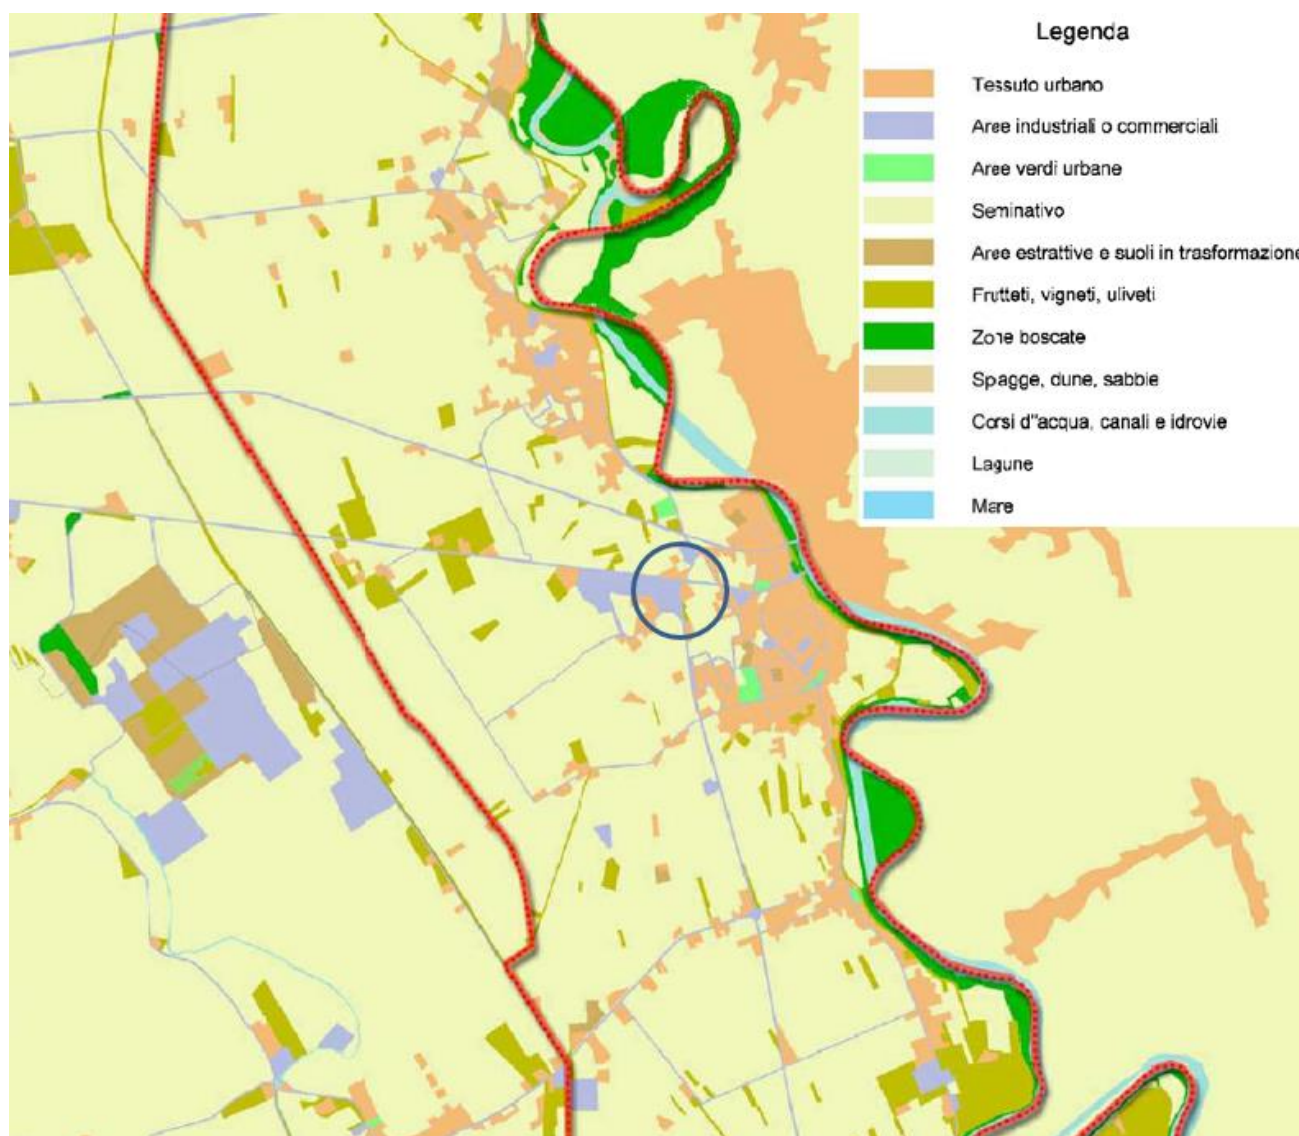 Legenda
Tessuto urbano
Aree industriali o commerciali
Aree verdi urbane
Seminativo
Aree estrattive e suoli in trasformazione
Frutteti, vigneti, uliveti
Zone boscate
Spagge, dune, sabbie
Corsi d''acqua, canali e idrovie
Lagune
Mare